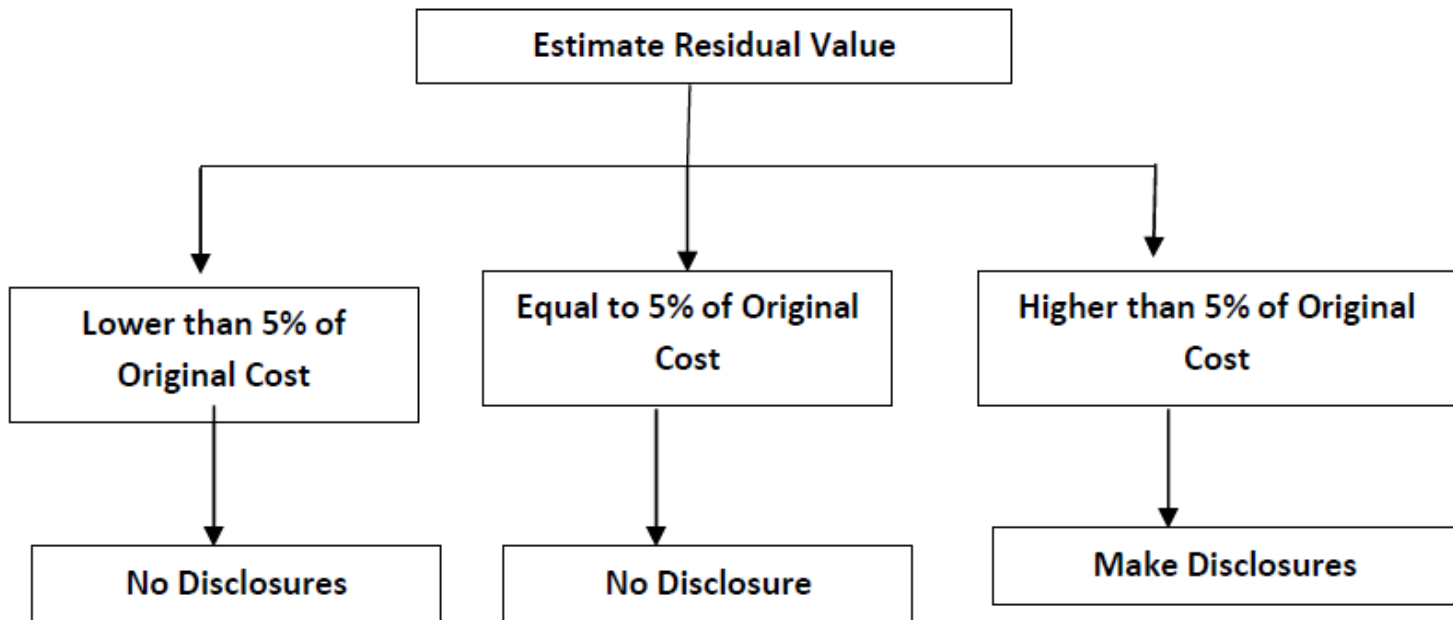 Estimate Residual Value
Lower than 5% of
Original Cost
Equal to 5% of Original
Cost
Higher than 5% of Original
Cost
No Disclosures
No Disclosure
Make Disclosures